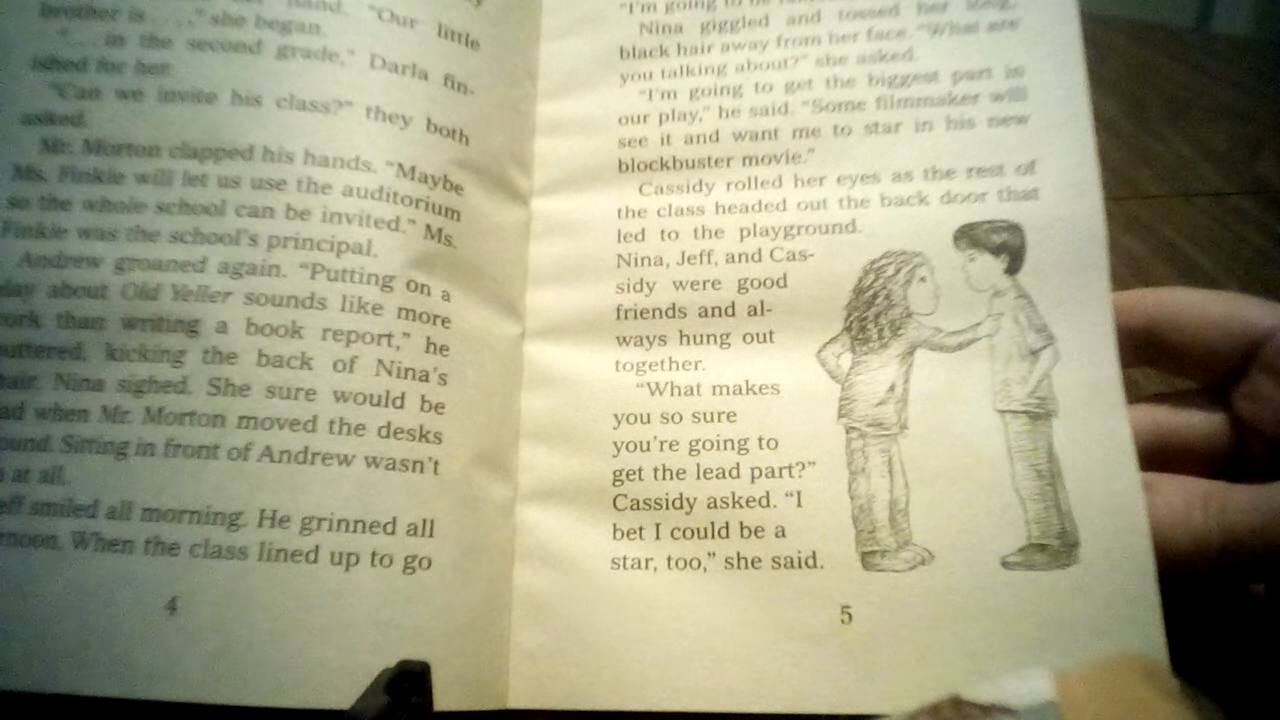 hand. "Our little
brother is . . . ," she began.
". . . in the second grade," Darla fin-
ished for her.
"Can we invite his class?" they both
asked.
Mr. Morton clapped his hands. "Maybe
Ms. Finkie will let us use the auditorium
so the whole school can be invited." Ms.
Finkie was the school's principal.
Andrew groaned again. "Putting on a
play about Old Yeller sounds like more
work than writing a book report," he
muttered, kicking the back of Nina's
chair. Nina sighed. She sure would be
glad when Mr. Morton moved the desks
around. Sitting in front of Andrew wasn't
at all.
Jeff smiled all morning. He grinned all
afternoon. When the class lined up to go
4
"I'm going to be
Nina giggled and tossed her long,
black hair away from her face. "What are
you talking about?" she asked.
"I'm going to get the biggest part in
our play," he said. "Some filmmaker will
see it and want me to star in his new
blockbuster movie."
Cassidy rolled her eyes as the rest of
the class headed out the back door that
led to the playground.
Nina, Jeff, and Cas-
sidy were good
friends and al-
ways hung out
together.
"What makes
you so sure
you're going to
get the lead part?"
Cassidy asked. "I
bet I could be a
star, too," she said.
5